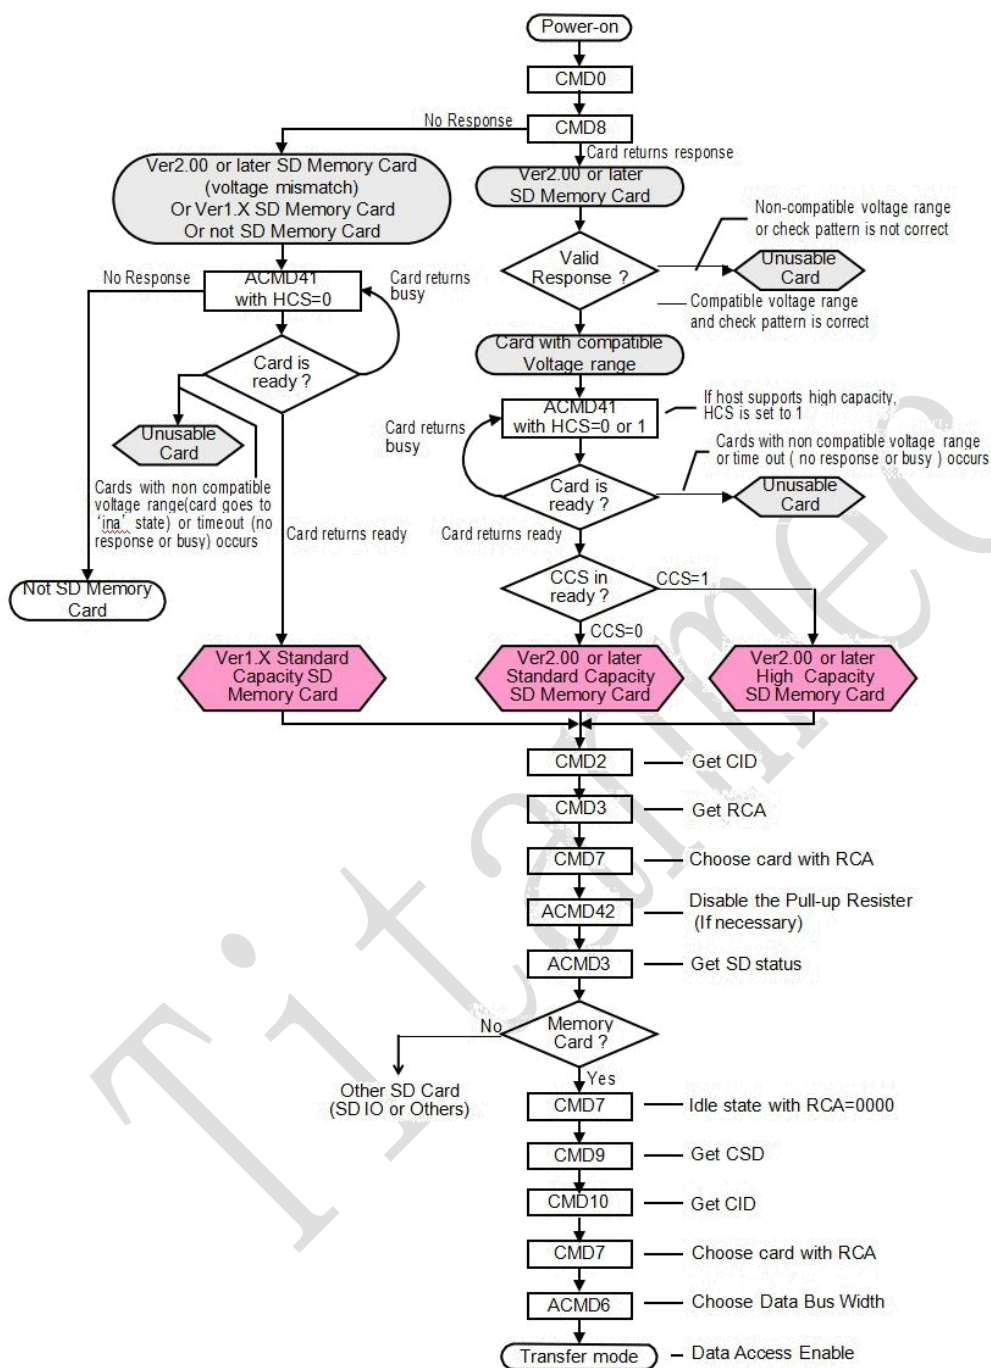 Power-on
CMD0
No Response
CMD8
Card returns response
Ver2.00 or later SD Memory Card
(voltage mismatch)
Or Ver1.X SD Memory Card
Or not SD Memory Card
Ver2.00 or later
SD Memory Card
Non-compatible voltage range
or check pattern is not correct
Valid
Response ?
Unusable
Card
Compatible voltage range
and check pattern is correct
No Response
ACMD41
with HCS=0
Card returns
busy
Card is
ready ?
Card with compatible
Voltage range
ACMD41
with HCS=0 or 1
If host supports high capacity,
HCS is set to 1
Card returns
busy
Unusable
Card
Cards with non compatible voltage range
or time out ( no response or busy ) occurs
Card is
ready ?
Unusable
Card
Cards with non compatible
voltage range(card goes to
'ina' state) or timeout (no
response or busy) occurs
Card returns ready
Card returns ready
Not SD Memory
Card
CCS in
ready ?
CCS=1
CCS=0
Ver1.X Standard
Capacity SD
Memory Card
Ver2.00 or later
Standard Capacity
SD Memory Card
Ver2.00 or later
High Capacity
SD Memory Card
CMD2
Get CID
CMD3
Get RCA
CMD7
Choose card with RCA
ACMD42
Disable the Pull-up Resister
(If necessary)
ACMD3
Get SD status
No
Memory
Card ?
Yes
Other SD Card
(SD IO or Others)
CMD7
Idle state with RCA=0000
CMD9
Get CSD
CMD10
Get CID
CMD7
Choose card with RCA
ACMD6
Choose Data Bus Width
Transfer mode
Data Access Enable
Titanmec